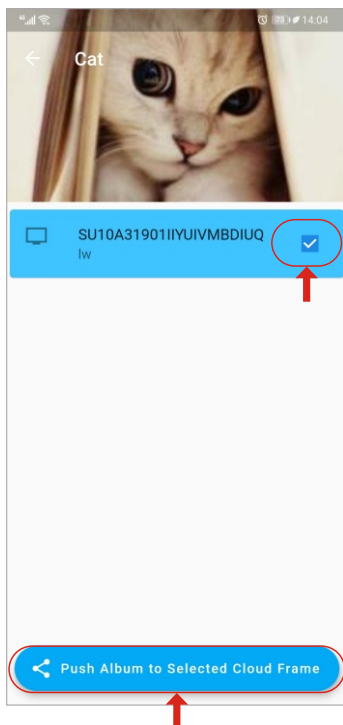 14:04
Cat
SU10A31901IIYUIVMBDIUQ
lw
Push Album to Selected Cloud Frame